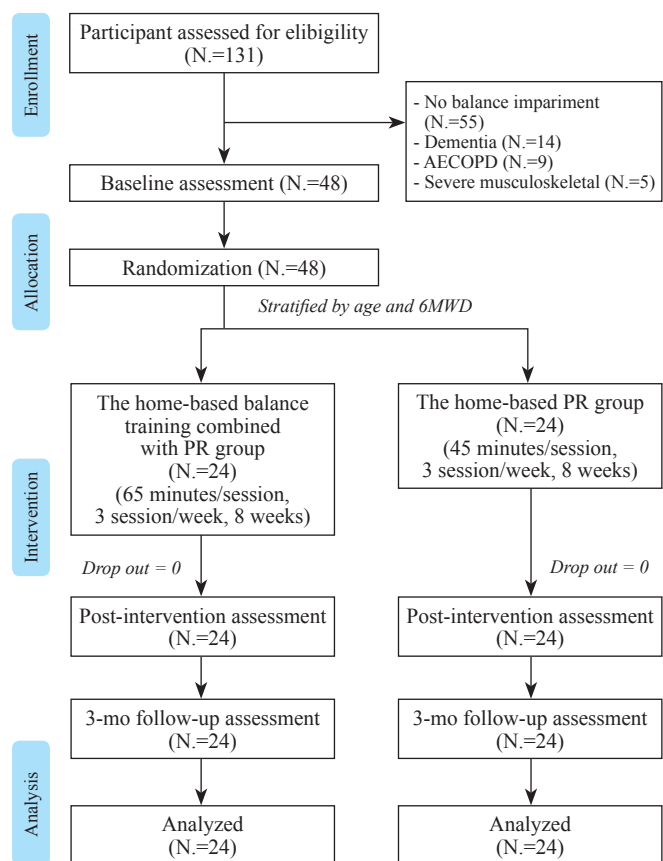 Enrollment
Participant assessed for elibigility
(N.=131)
- No balance impariment
(N.=55)
- Dementia (N.=14)
- AECOPD (N.=9)
- Severe musculoskeletal (N.=5)
Baseline assessment (N.=48)
Allocation
Randomization (N.=48)
Stratified by age and 6MWD
Intervention
The home-based balance
training combined
with PR group
(N.=24)
(65 minutes/session,
3 session/week, 8 weeks)
The home-based PR group
(N.=24)
(45 minutes/session,
3 session/week, 8 weeks)
Drop out = 0
Drop out = 0
Post-intervention assessment
(N.=24)
Post-intervention assessment
(N.=24)
3-mo follow-up assessment
(N.=24)
3-mo follow-up assessment
(N.=24)
Analysis
Analyzed
(N.=24)
Analyzed
(N.=24)